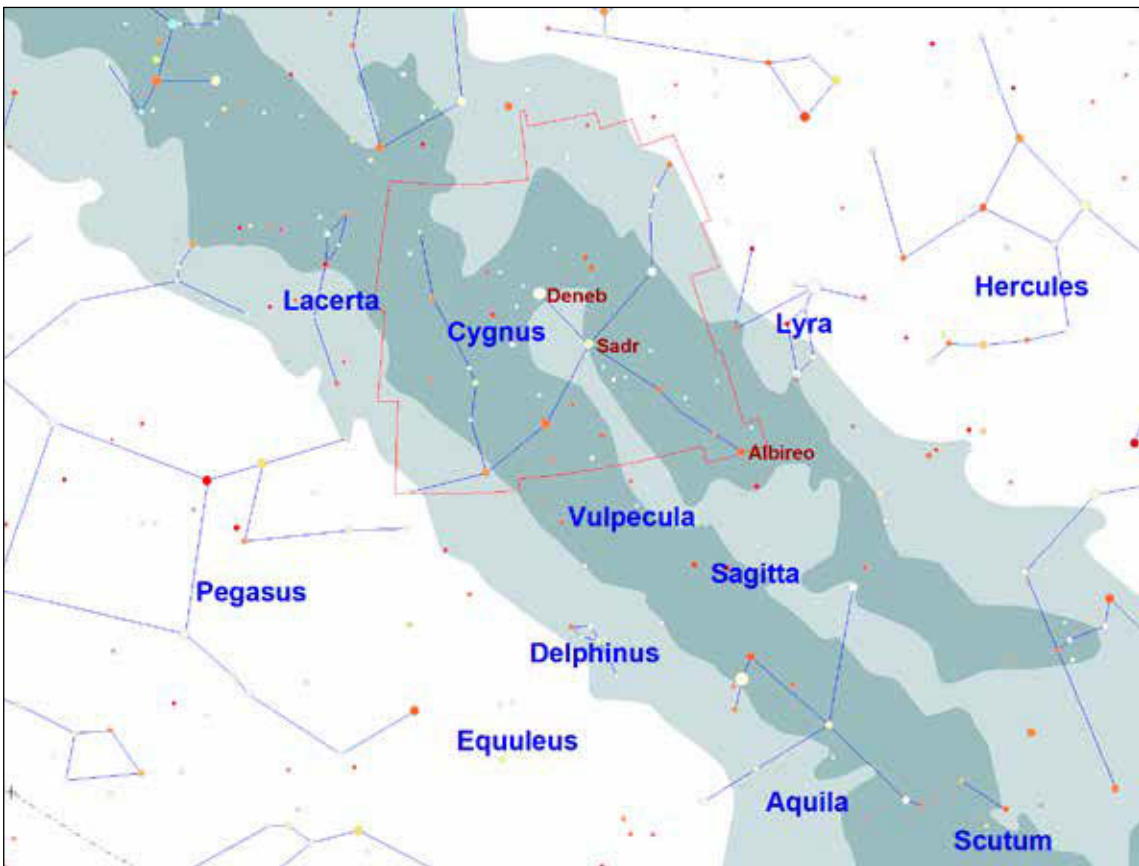 Hercules
Lacerta
Deneb
Cygnus
Lyra
Sadr
Albireo
Vulpecula
Sagitta
Pegasus
Delphinus
Equuleus
Aquila
Scutum